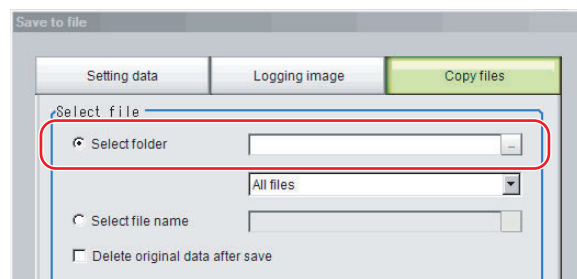 Save to file
Setting data Logging image Copy files
Select file
Select folder ...
All files
Select file name
Delete original data after save